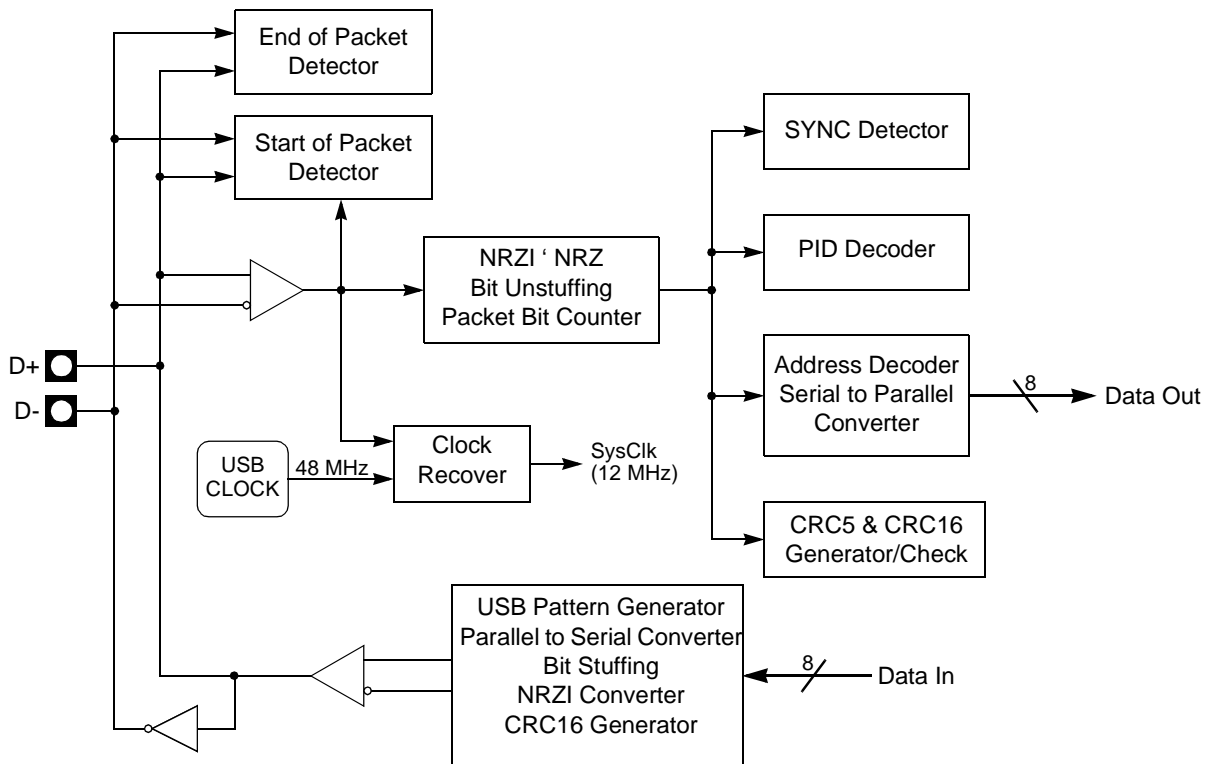 End of Packet
Detector
Start of Packet
Detector
SYNC Detector
PID Decoder
NRZI ‘ NRZ
Bit Unstuffing
Packet Bit Counter
D+
D-
Address Decoder
Serial to Parallel
Converter
8
Data Out
USB
CLOCK
48 MHz
Clock
Recover
SysClk
(12 MHz)
CRC5 & CRC16
Generator/Check
USB Pattern Generator
Parallel to Serial Converter
Bit Stuffing
NRZI Converter
CRC16 Generator
8
Data In